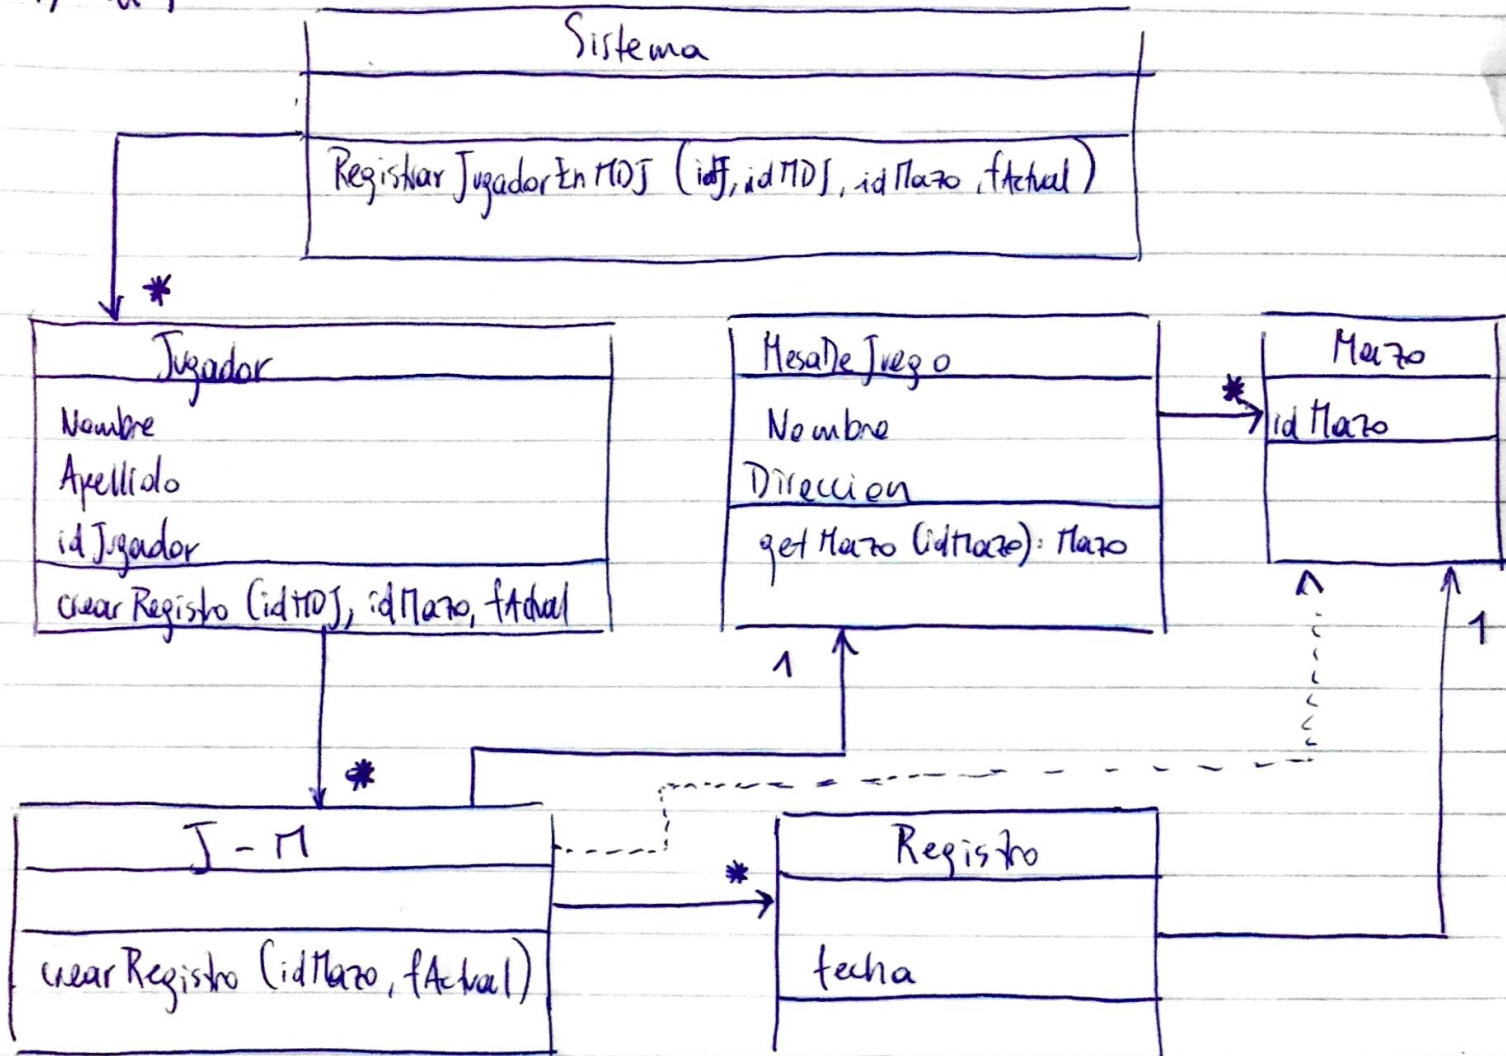 Sistema
RegistrarJugadorEnMDJ (idJ, idMDJ, idMazo, fActual)
*
Jugador
Nombre
Apellido
idJugador
crearRegistro (idMDJ, idMazo, fActual
MesaDeJuego
Nombre
Direccion
getMazo (idMazo): Mazo
*
Mazo
idMazo
1
1
*
J - M
crearRegistro (idMazo, fActual)
*
Registro
fecha